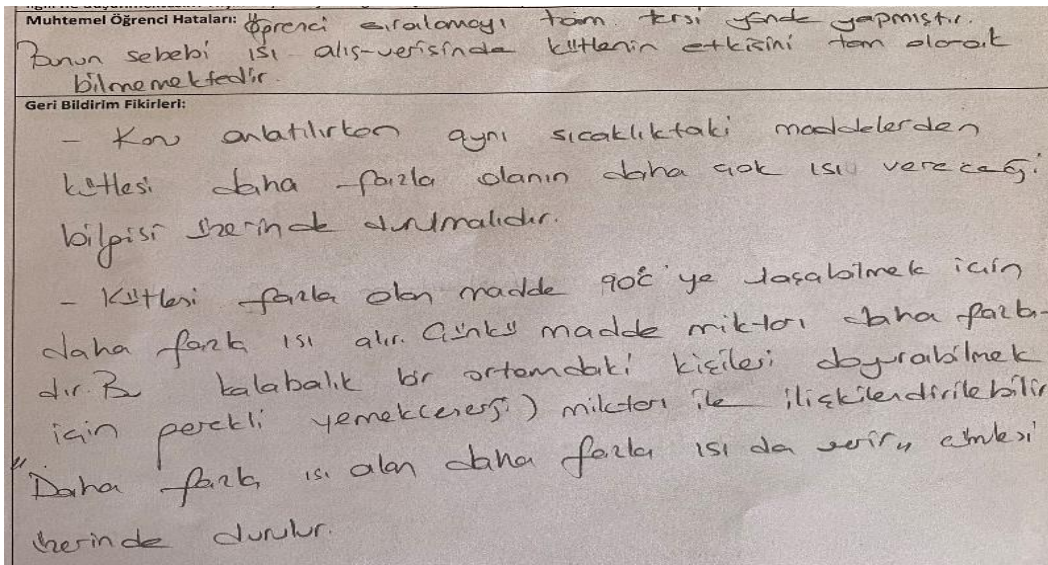 Muhtemel Öğrenci Hataları: Öğrenci sıralamayı tam tersi yönde yapmıştır.
Bunun sebebi ısı alış-verişinde kütlenin etkisini tam olarak
bilmemektedir.
Geri Bildirim Fikirleri:
- Konu anlatılırken aynı sıcaklıktaki maddelerden
kütlesi daha fazla olanın daha çok ısı vereceği
bilgisi üzerinde durulmalıdır.
- Kütlesi fazla olan madde 90°C'ye ulaşabilmek için
daha fazla ısı alır. Çünkü madde miktarı daha fazla-
dır. Bu kalabalık bir ortamdaki kişileri doyurabilmek
için gerekli yemek(enerji) miktarı ile ilişkilendirilebilir
"Daha fazla ısı alan daha fazla ısı da verir" cümlesi
üzerinde durulur.